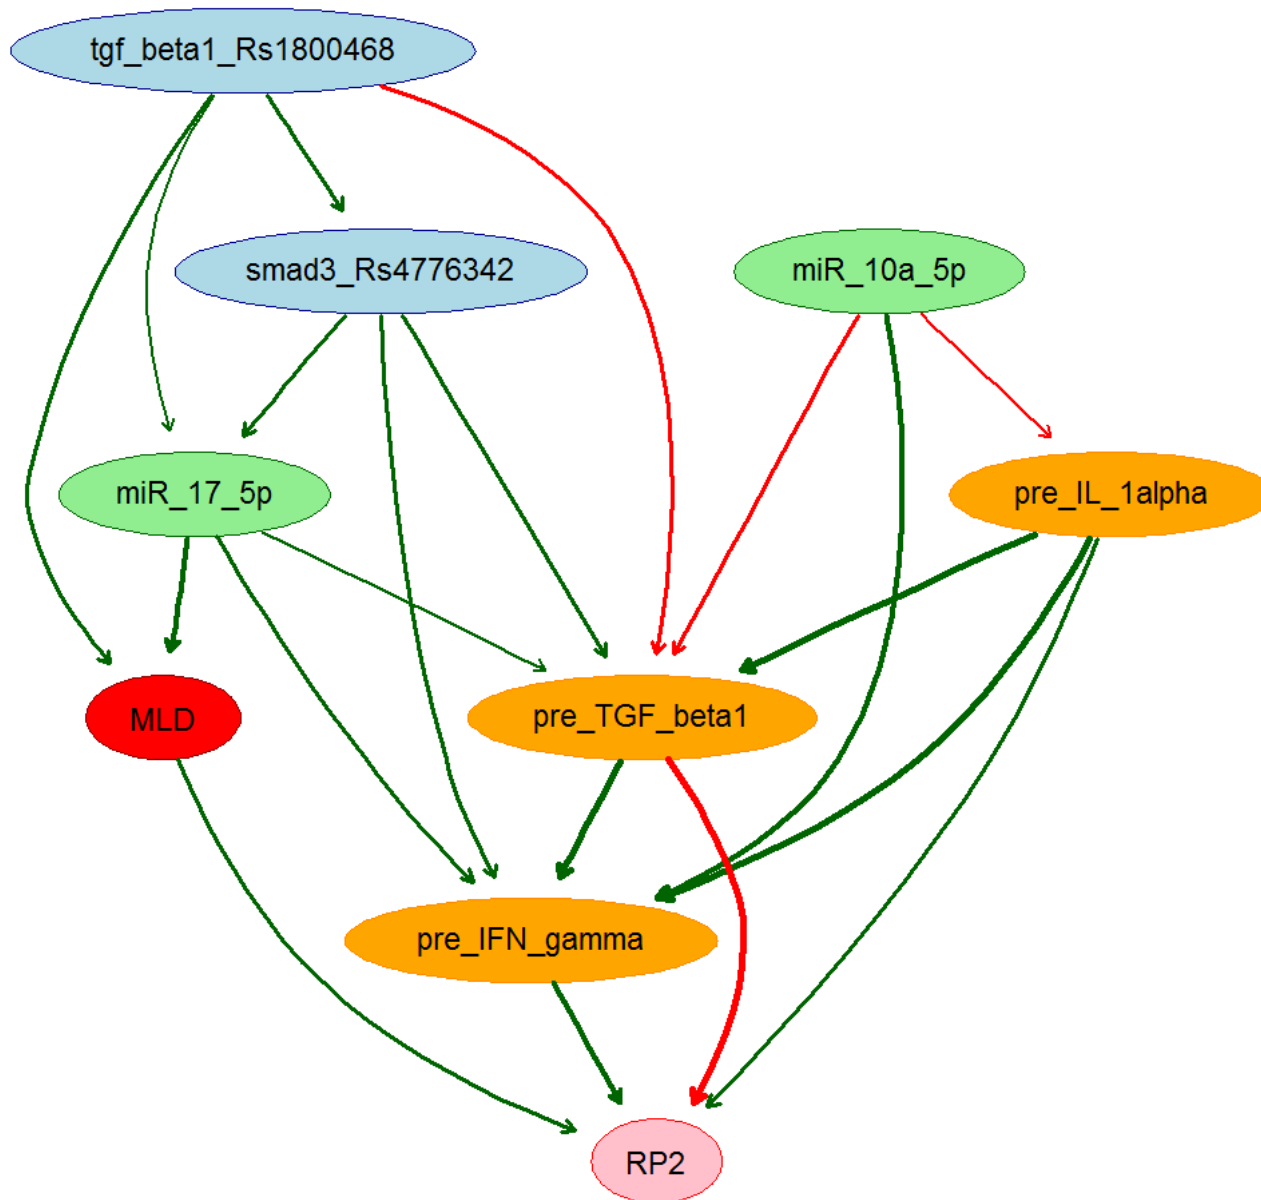 tgf_beta1_Rs1800468
smad3_Rs4776342
miR_10a_5p
miR_17_5p
pre_IL_1alpha
MLD
pre_TGF_beta1
pre_IFN_gamma
RP2